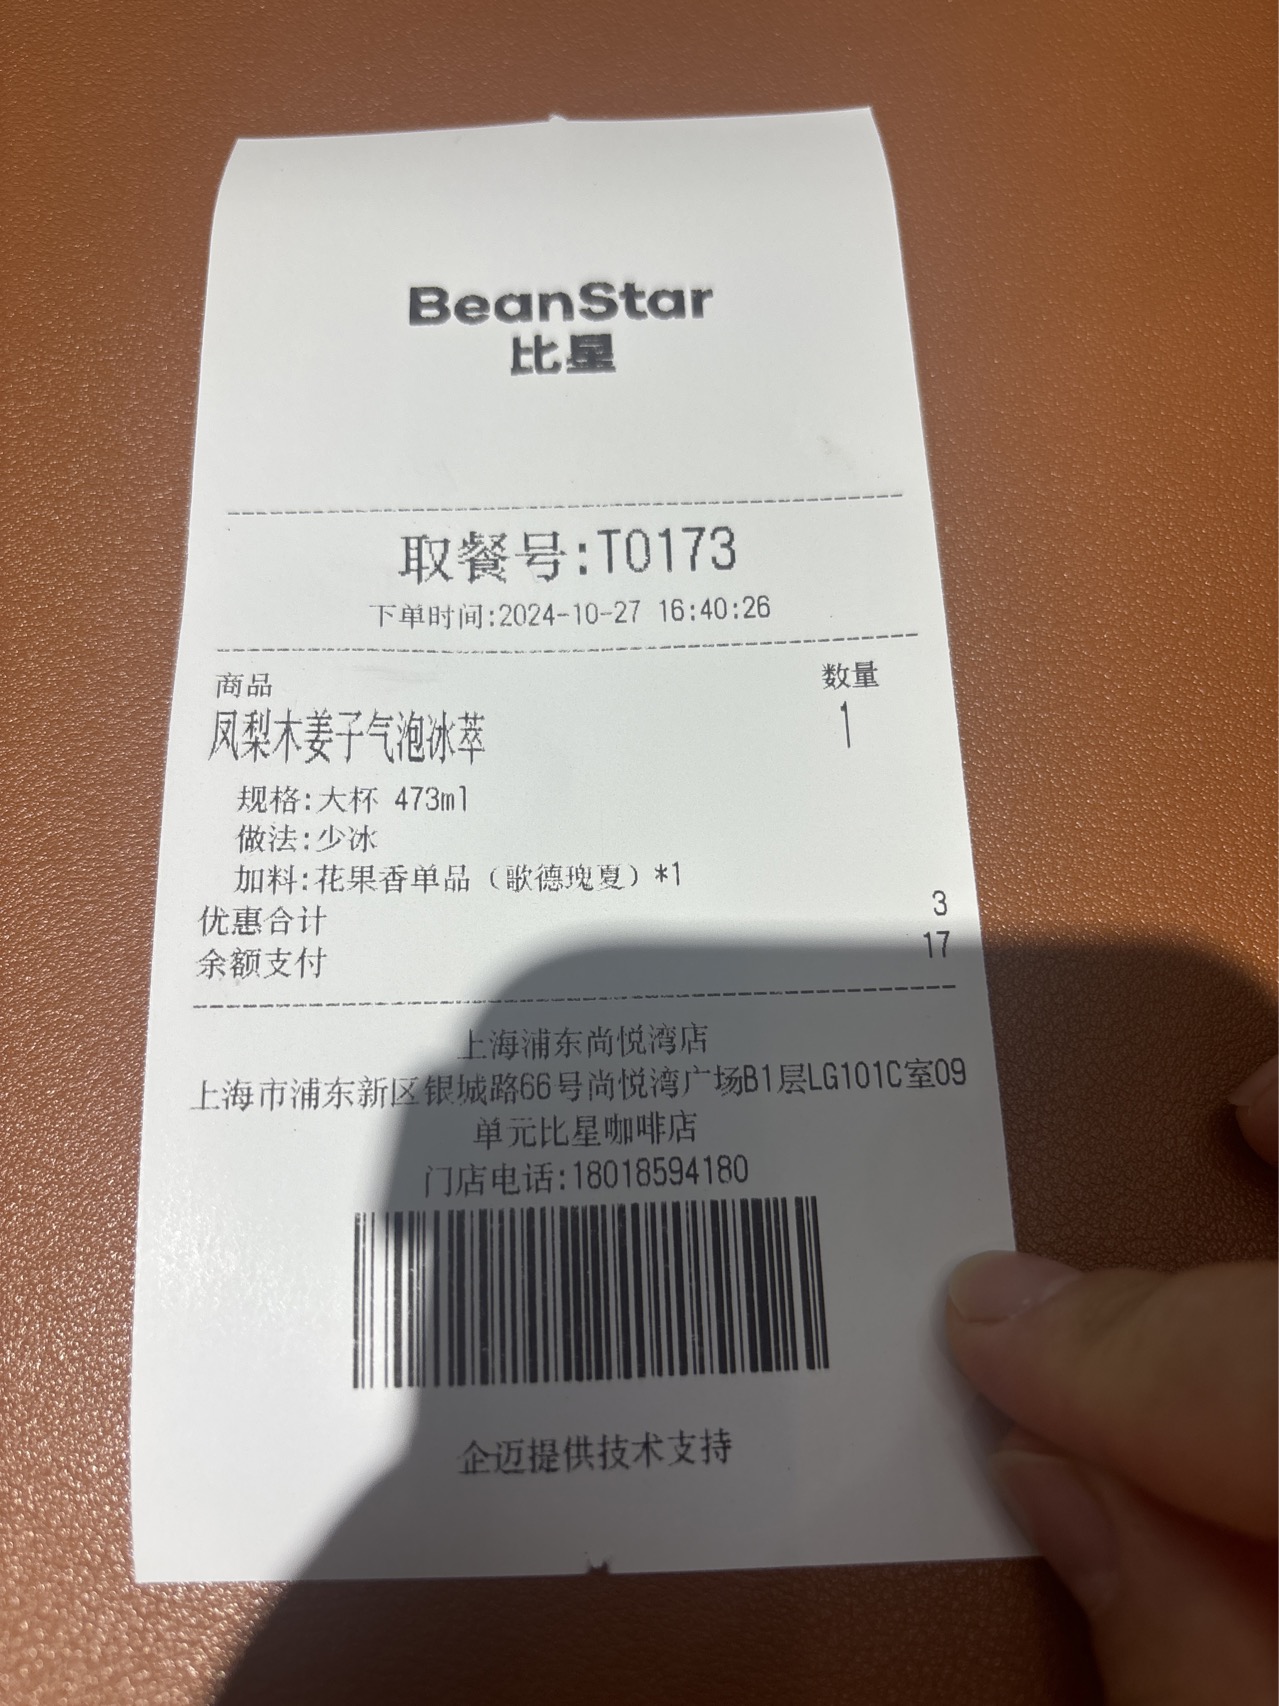 BeanStar
比星
取餐号:T0173
下单时间:2024-10-27 16:40:26
商品 数量
凤梨木姜子气泡冰萃 1
规格:大杯 473ml
做法:少冰
加料:花果香单品（歌德瑰夏）*1
优惠合计 3
余额支付 17
上海浦东尚悦湾店
上海市浦东新区银城路66号尚悦湾广场B1层LG101C室09
单元比星咖啡店
门店电话:18018594180
企迈提供技术支持